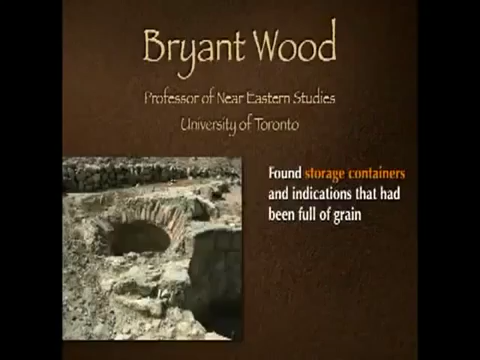 Bryant Wood
Professor of Near Eastern Studies
University of Toronto
Found storage containers
and indications that had
been full of grain